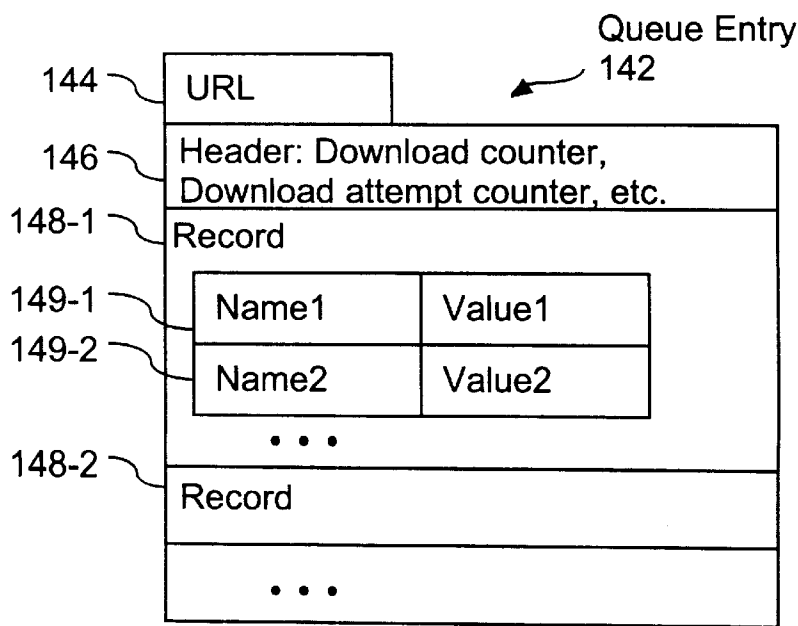 Queue Entry
142
144
URL
146
Header: Download counter,
Download attempt counter, etc.
148-1
Record
149-1
Name1 Value1
149-2
Name2 Value2
• • •
148-2
Record
• • •